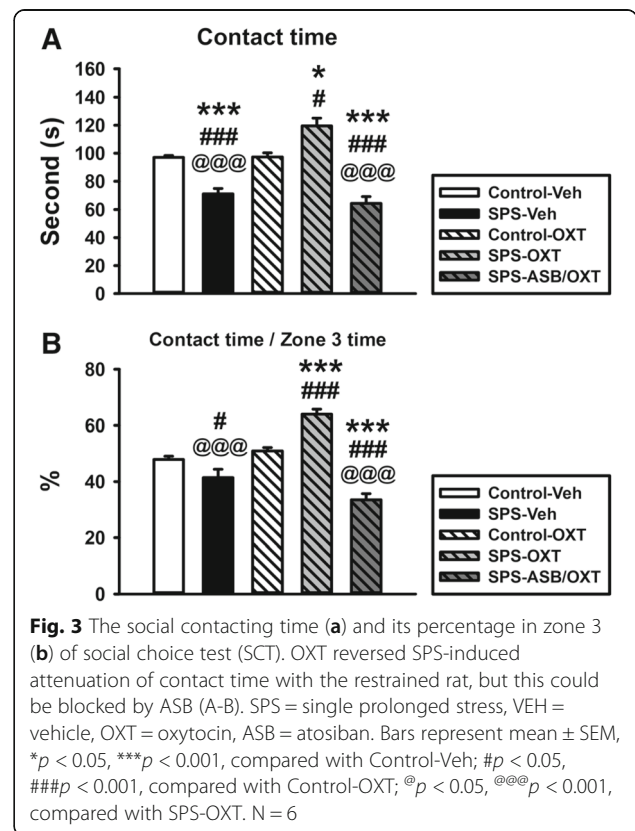 A
Contact time
160
140
120
100
80
60
40
20
0
Second (s)
***
###
@@@
*
#
***
###
@@@
Control-Veh
SPS-Veh
Control-OXT
SPS-OXT
SPS-ASB/OXT
B
Contact time / Zone 3 time
80
60
40
20
0
%
#
@@@
***
###
***
###
@@@
Control-Veh
SPS-Veh
Control-OXT
SPS-OXT
SPS-ASB/OXT
Fig. 3 The social contacting time (a) and its percentage in zone 3
(b) of social choice test (SCT). OXT reversed SPS-induced
attenuation of contact time with the restrained rat, but this could
be blocked by ASB (A-B). SPS = single prolonged stress, VEH =
vehicle, OXT = oxytocin, ASB = atosiban. Bars represent mean ± SEM,
*p < 0.05, ***p < 0.001, compared with Control-Veh; #p < 0.05,
###p < 0.001, compared with Control-OXT; @p < 0.05, @@@p < 0.001,
compared with SPS-OXT. N = 6